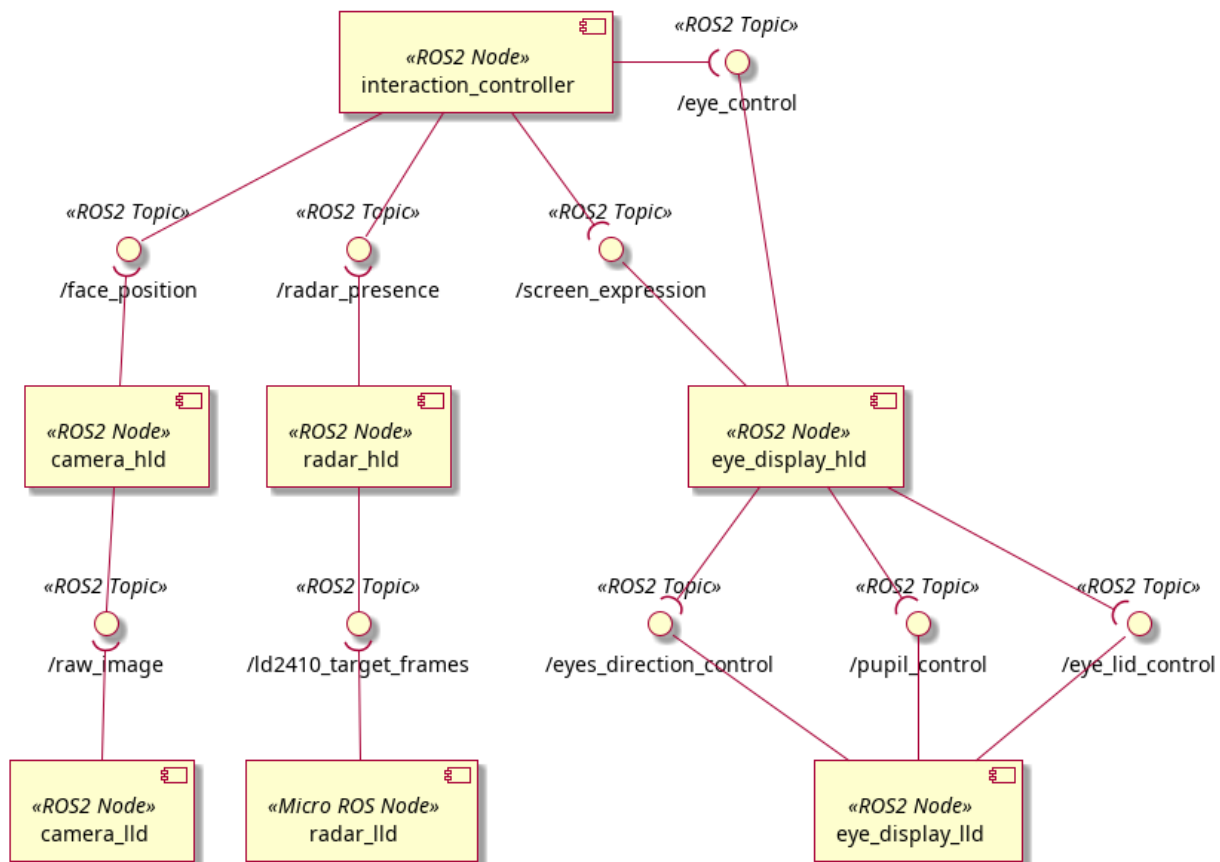 «ROS2 Topic»
«ROS2 Node»
interaction_controller
/eye_control
«ROS2 Topic»
«ROS2 Topic»
«ROS2 Topic»
/face_position
/radar_presence
/screen_expression
«ROS2 Node»
camera_hld
«ROS2 Node»
radar_hld
«ROS2 Node»
eye_display_hld
«ROS2 Topic»
«ROS2 Topic»
«ROS2 Topic»
«ROS2 Topic»
«ROS2 Topic»
/raw_image
/ld2410_target_frames
/eyes_direction_control
/pupil_control
/eye_lid_control
«ROS2 Node»
camera_lld
«Micro ROS Node»
radar_lld
«ROS2 Node»
eye_display_lld